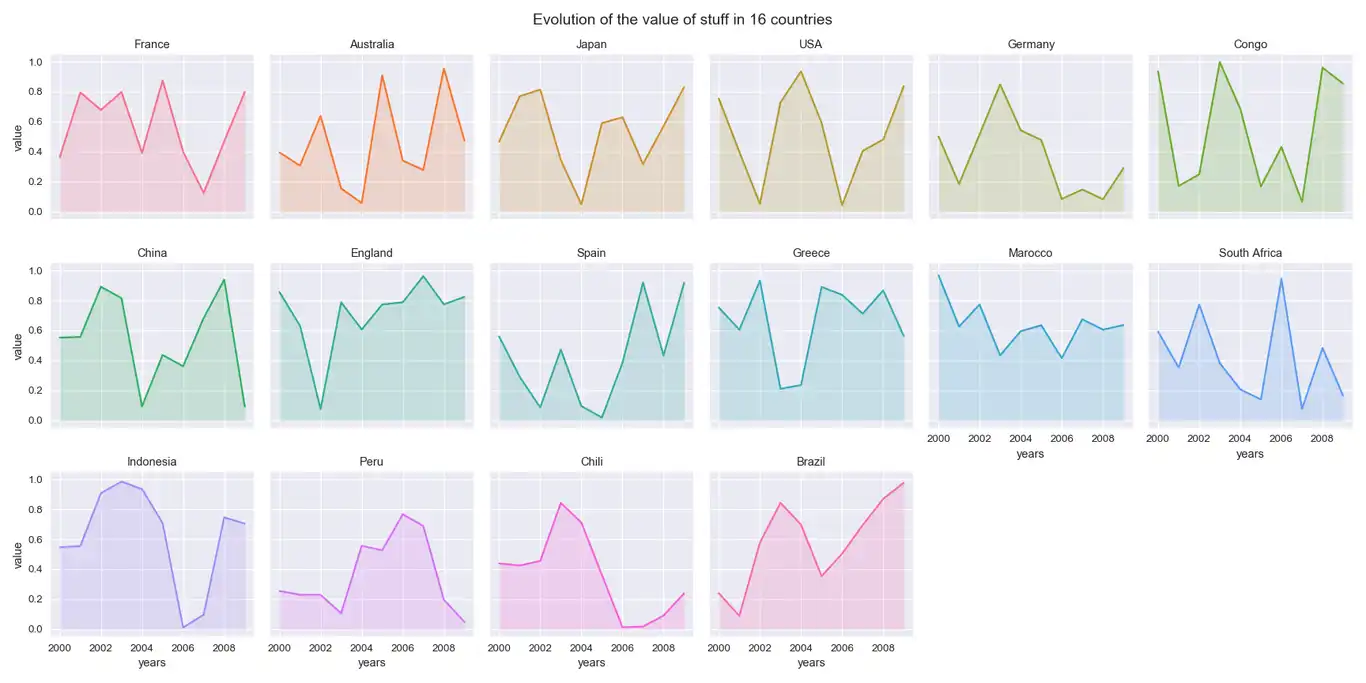 Evolution of the value of stuff in 16 countries
France Australia Japan USA Germany Congo
1.0
0.8
0.6
0.4
0.2
0.0
value
China England Spain Greece Marocco South Africa
1.0
0.8
0.6
0.4
0.2
0.0
value
2000 2002 2004 2006 2008 2000 2002 2004 2006 2008
years years
Indonesia Peru Chili Brazil
1.0
0.8
0.6
0.4
0.2
0.0
value
2000 2002 2004 2006 2008 2000 2002 2004 2006 2008 2000 2002 2004 2006 2008 2000 2002 2004 2006 2008
years years years years